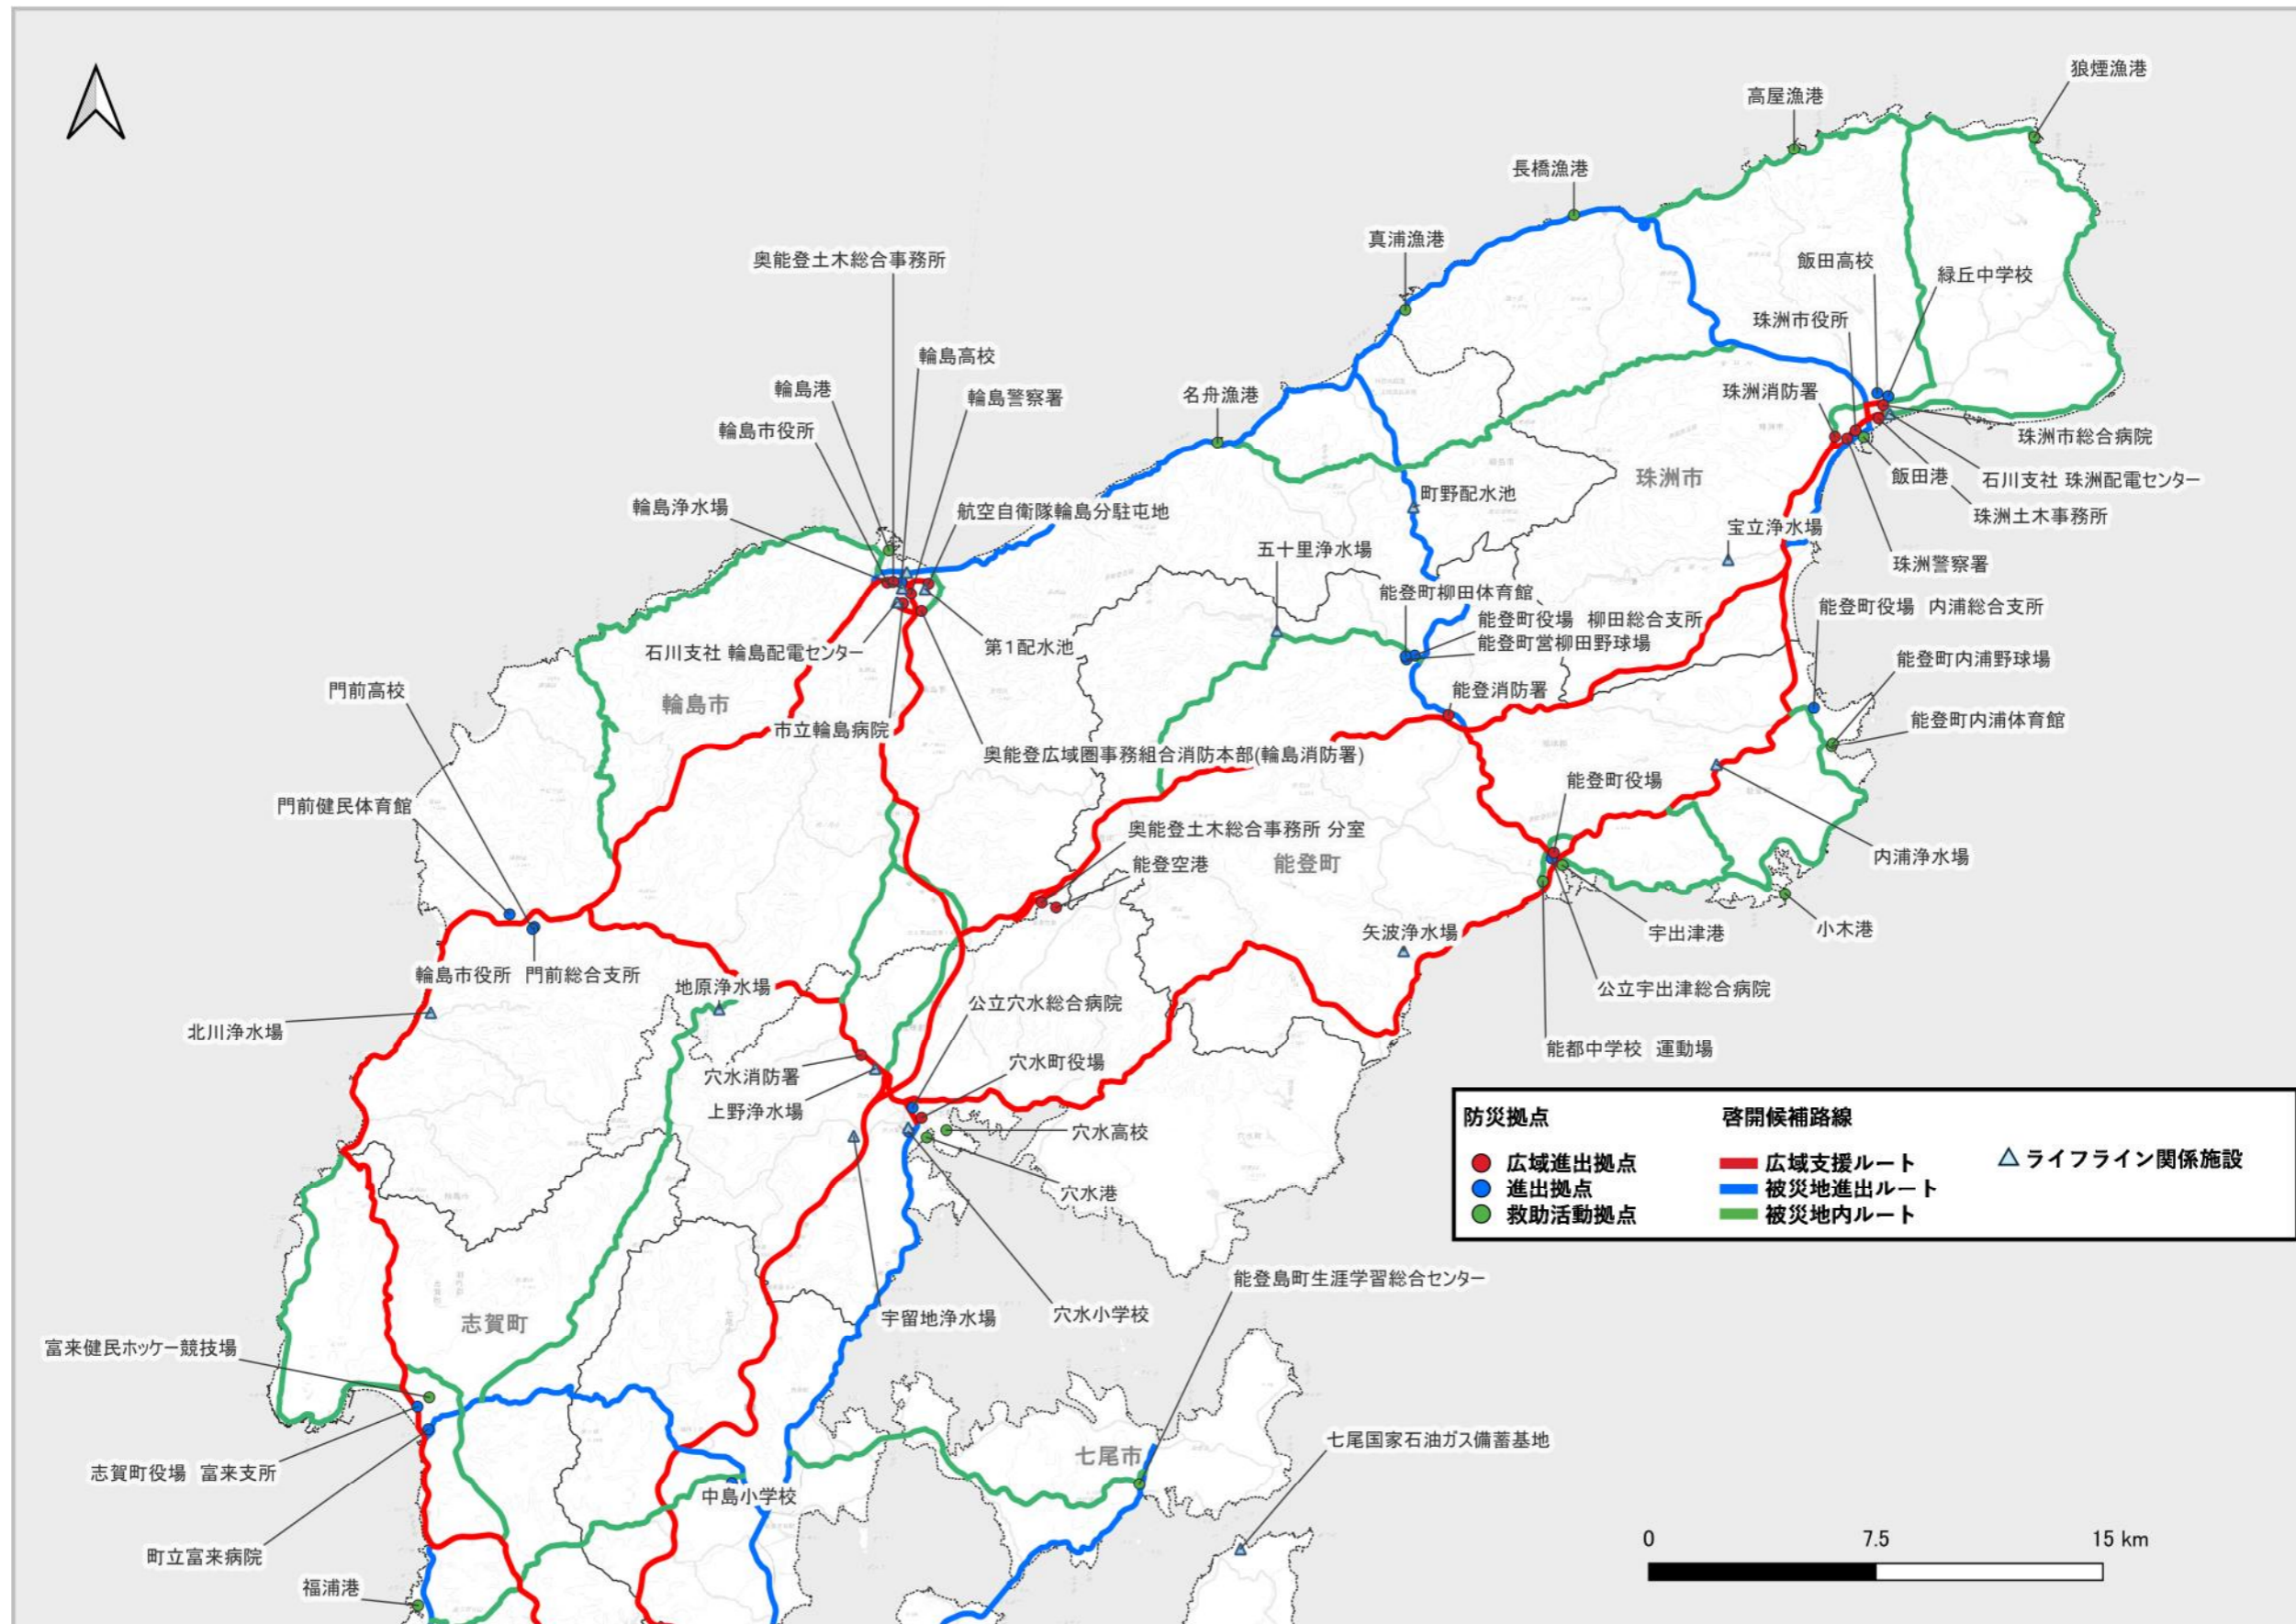 狼煙漁港
高屋漁港
長橋漁港
真浦漁港
奥能登土木総合事務所
飯田高校
緑丘中学校
珠洲市役所
輪島高校
輪島港
輪島警察署
名舟漁港
珠洲消防署
輪島市役所
珠洲市総合病院
珠洲市
飯田港
石川支社 珠洲配電センター
町野配水池
輪島浄水場
航空自衛隊輪島分駐屯地
珠洲土木事務所
宝立浄水場
五十里浄水場
珠洲警察署
能登町柳田体育館
能登町役場 内浦総合支所
能登町役場 柳田総合支所
能登町営柳田野球場
石川支社 輪島配電センター
第1配水池
能登町内浦野球場
門前高校
能登消防署
輪島市
能登町内浦体育館
市立輪島病院
奥能登広域圏事務組合消防本部(輪島消防署)
能登町役場
門前健民体育館
奥能登土木総合事務所 分室
能登空港
能登町
内浦浄水場
矢波浄水場
宇出津港
小木港
輪島市役所 門前総合支所
地原浄水場
公立宇出津総合病院
公立穴水総合病院
北川浄水場
能都中学校 運動場
穴水町役場
穴水消防署
上野浄水場
穴水高校
防災拠点
啓開候補路線
広域進出拠点
広域支援ルート
ライフライン関係施設
進出拠点
被災地進出ルート
救助活動拠点
被災地内ルート
穴水港
能登島町生涯学習総合センター
宇留地浄水場
穴水小学校
志賀町
富来健民ホッケー競技場
七尾市
七尾国家石油ガス備蓄基地
志賀町役場 富来支所
中島小学校
町立富来病院
福浦港
0 7.5 15 km